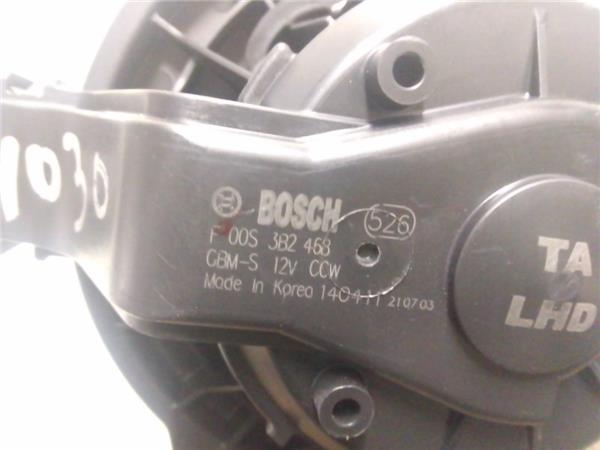 1030
BOSCH 526
F 00S 3B2 468
GBM-S 12V CCW
Made In Korea 140411 210703
TA
LHD